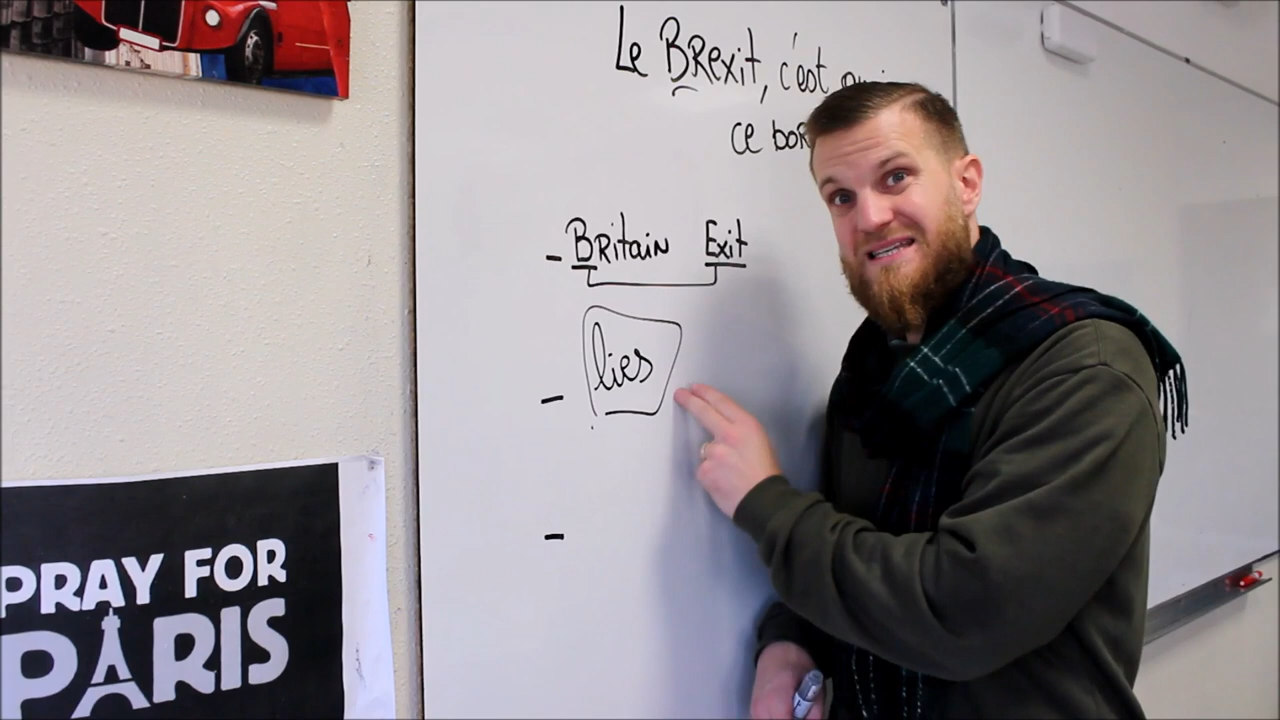 Le BRexit, c'est
ce
- BRitain Exit
- lies
-
PRAY FOR
PARIS